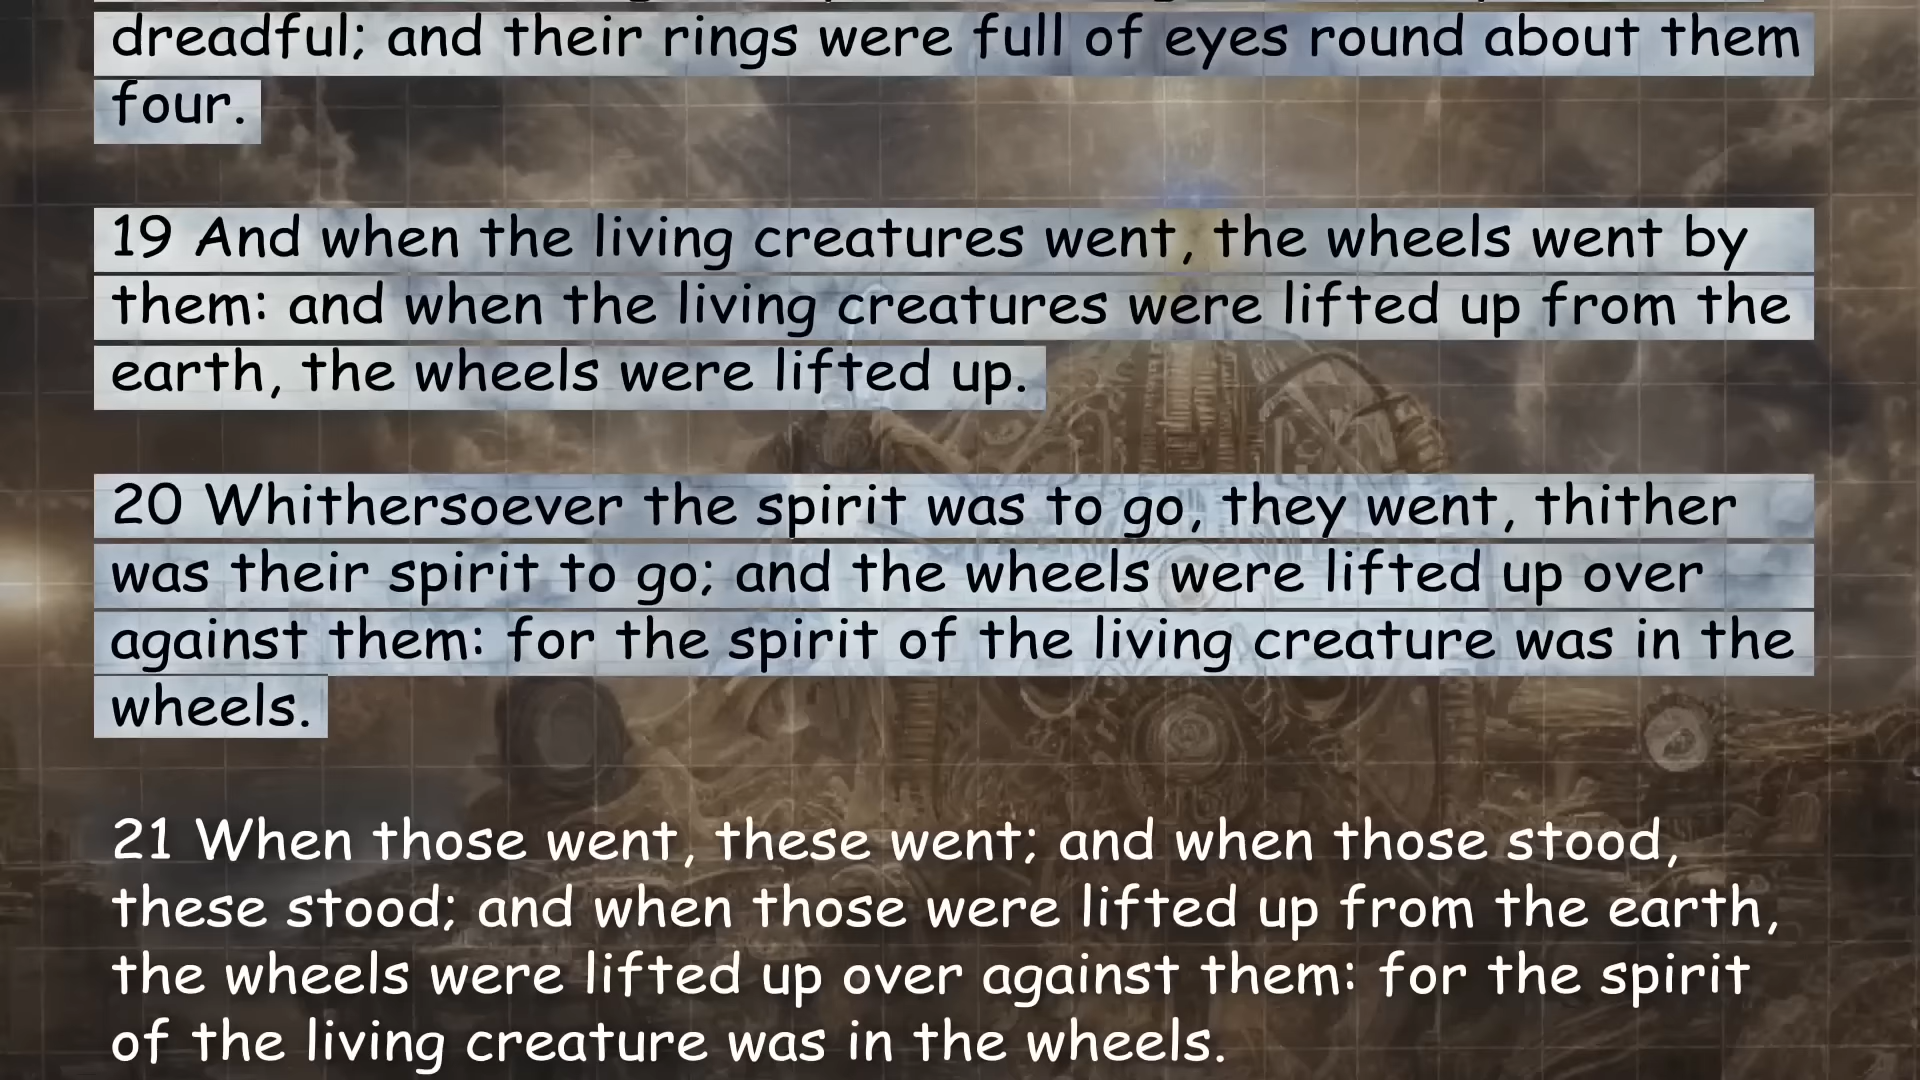 dreadful; and their rings were full of eyes round about them
four.
19 And when the living creatures went, the wheels went by
them: and when the living creatures were lifted up from the
earth, the wheels were lifted up.
20 Whithersoever the spirit was to go, they went, thither
was their spirit to go; and the wheels were lifted up over
against them: for the spirit of the living creature was in the
wheels.
21 When those went, these went; and when those stood,
these stood; and when those were lifted up from the earth,
the wheels were lifted up over against them: for the spirit
of the living creature was in the wheels.